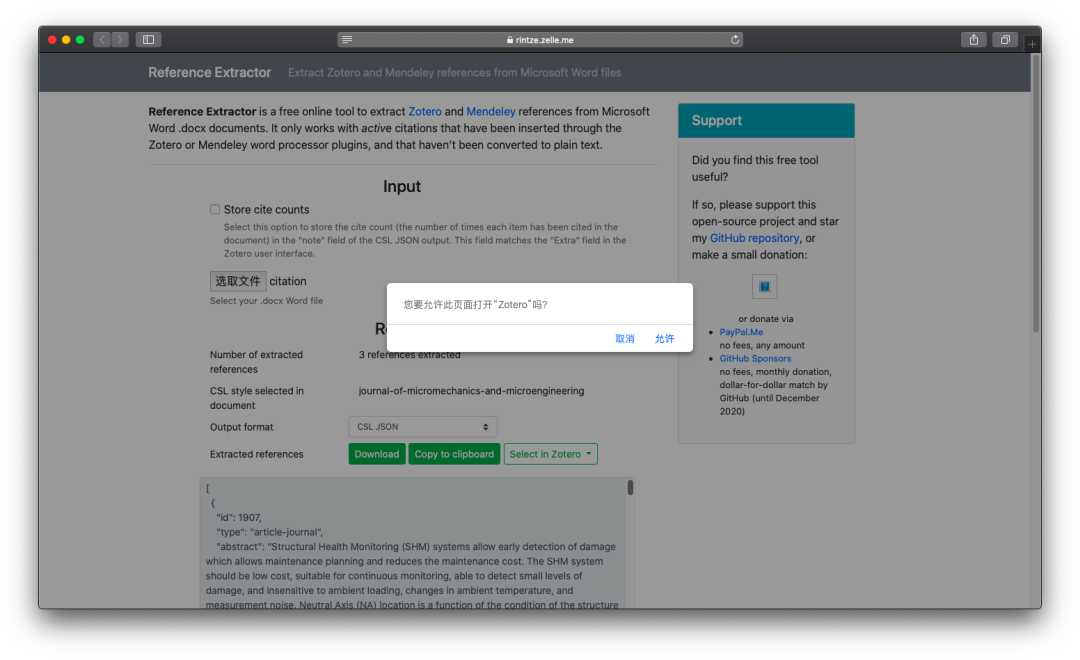 rintze.zelle.me
Reference Extractor Extract Zotero and Mendeley references from Microsoft Word files
Reference Extractor is a free online tool to extract Zotero and Mendeley references from Microsoft
Word .docx documents. It only works with active citations that have been inserted through the
Zotero or Mendeley word processor plugins, and that haven't been converted to plain text.
Input
Store cite counts
Select this option to store the cite count (the number of times each item has been cited in the
document) in the "note" field of the CSL JSON output. This field matches the "Extra" field in the
Zotero user interface.
选取文件 citation
Select your .docx Word file
您要允许此页面打开“Zotero”吗?
取消 允许
Number of extracted
references
3 references extracted
CSL style selected in
document
journal-of-micromechanics-and-microengineering
Output format
CSL JSON
Extracted references
Download Copy to clipboard Select in Zotero
[
{
"id": 1907,
"type": "article-journal",
"abstract": "Structural Health Monitoring (SHM) systems allow early detection of damage
which allows maintenance planning and reduces the maintenance cost. The SHM system
should be low cost, suitable for continuous monitoring, able to detect small levels of
damage, and insensitive to ambient loading, changes in ambient temperature, and
measurement noise. Neutral Axis (NA) location is a function of the condition of the structure
Support
Did you find this free tool
useful?
If so, please support this
open-source project and star
my GitHub repository, or
make a small donation:
?
or donate via
PayPal.Me
no fees, any amount
GitHub Sponsors
no fees, monthly donation,
dollar-for-dollar match by
GitHub (until December
2020)